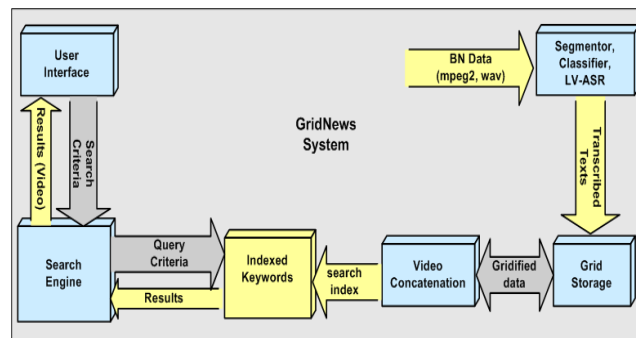 User
Interface
BN Data
(mpeg2, wav)
Segmentor,
Classifier,
LV-ASR
GridNews
System
Results (Video)
Search
Criteria
Transcribed
Texts
Search
Engine
Query
Criteria
Results
Indexed
Keywords
search
index
Video
Concatenation
Gridified
data
Grid
Storage